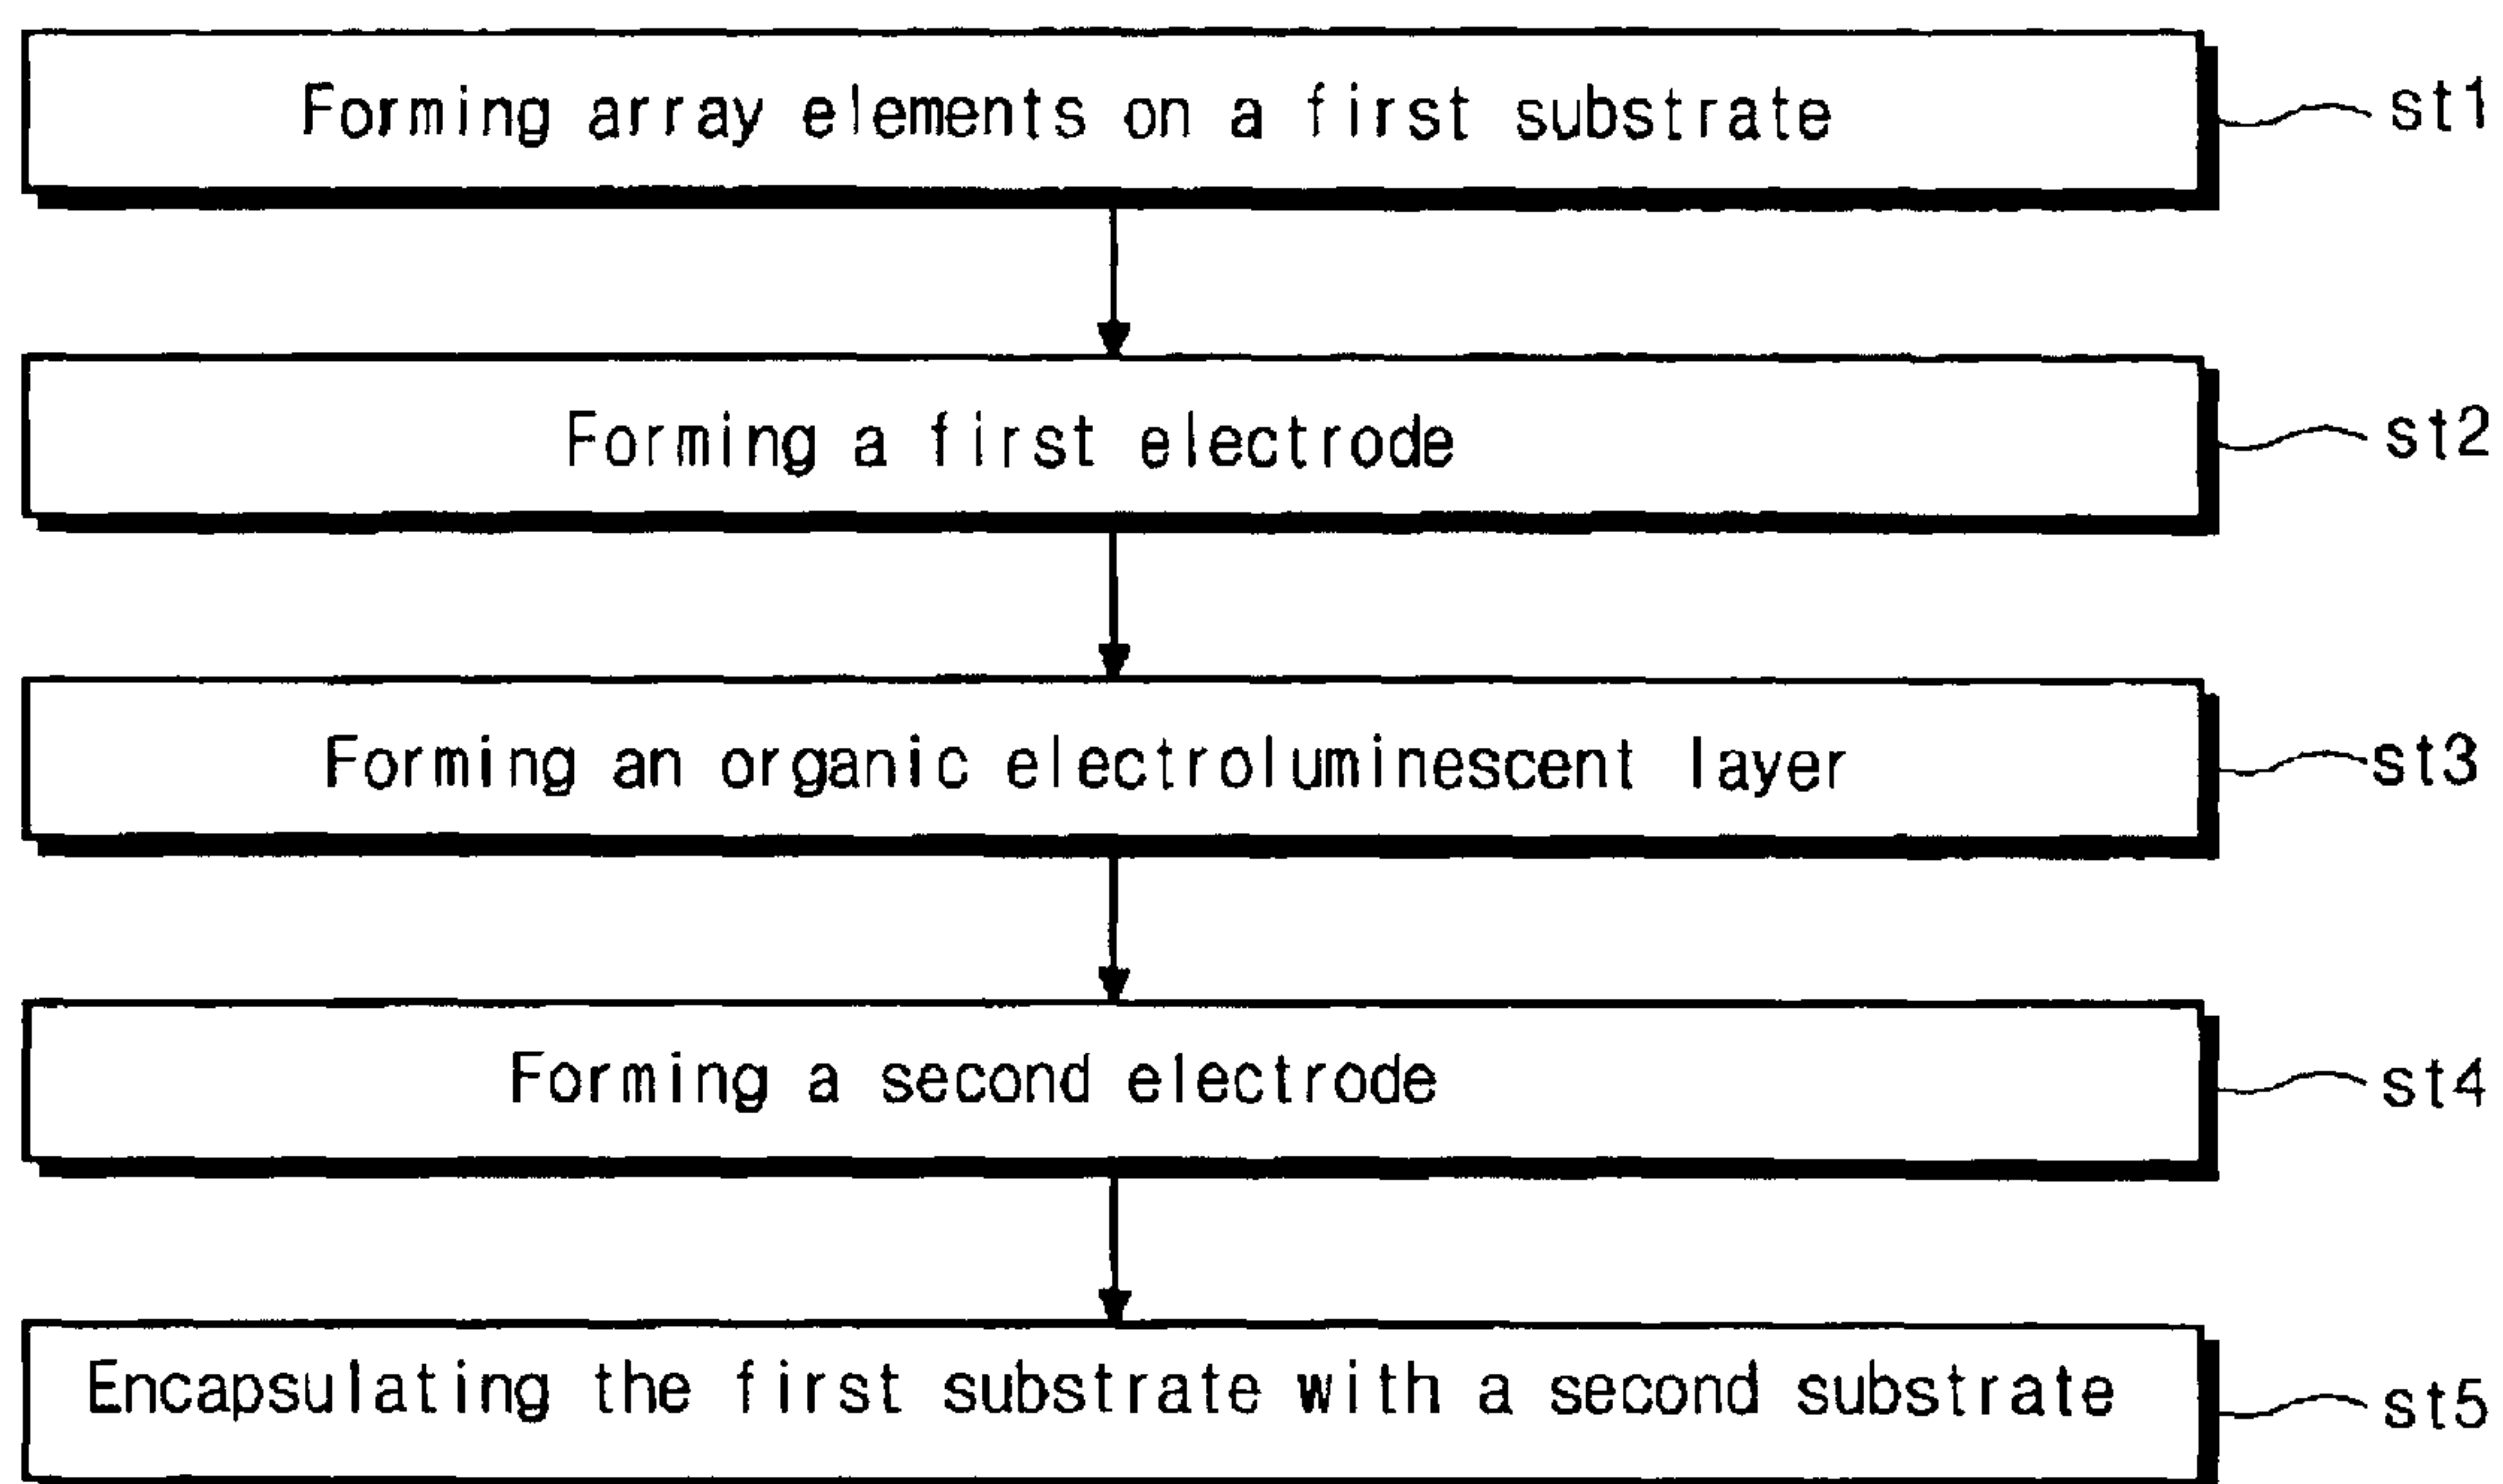 Forming array elements on a first substrate st1
Forming a first electrode st2
Forming an organic electroluminescent layer st3
Forming a second electrode st4
Encapsulating the first substrate with a second substrate st5